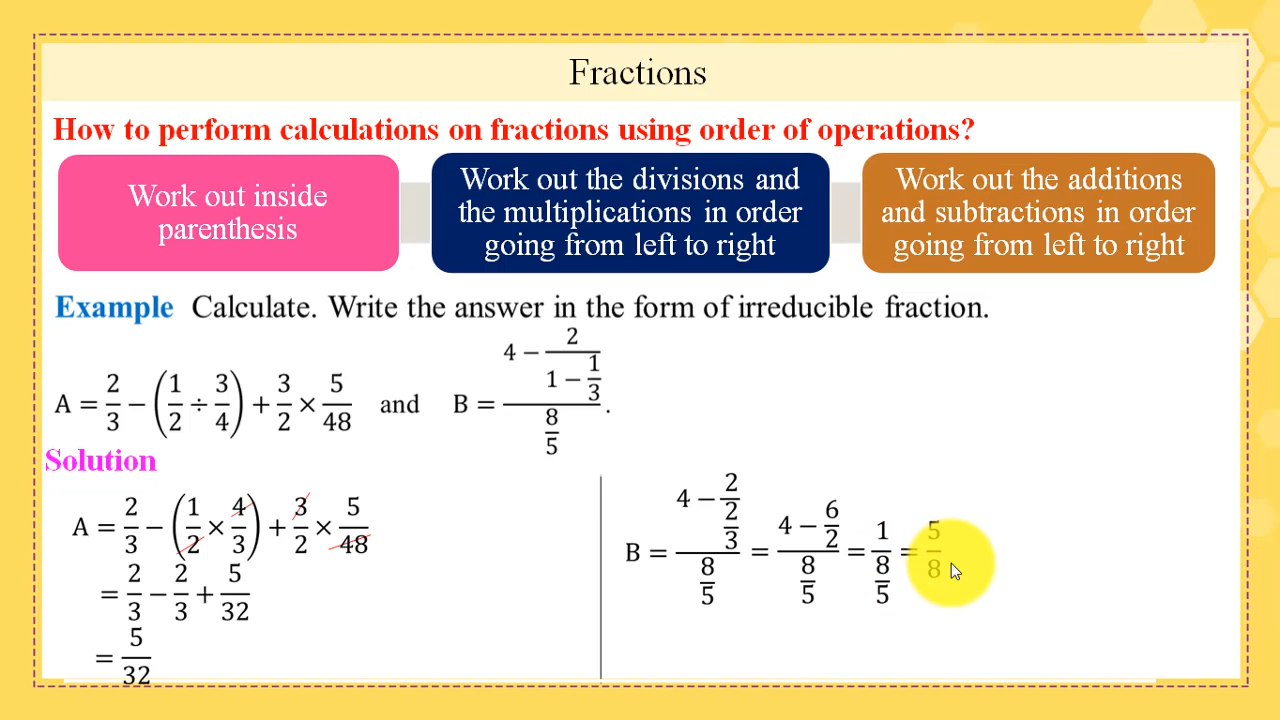 Fractions
How to perform calculations on fractions using order of operations?
Work out inside
parenthesis
Work out the divisions and
the multiplications in order
going from left to right
Work out the additions
and subtractions in order
going from left to right
Example Calculate. Write the answer in the form of irreducible fraction.
A = 2/3 − (1/2 ÷ 3/4) + 3/2 × 5/48 and B = (4 − 2/(1 − 1/3))/(8/5).
Solution
A = 2/3 − (1/2 × 4/3) + 3/2 × 5/48
= 2/3 − 2/3 + 5/32
= 5/32
B = (4 − 2/(2/3))/(8/5) = (4 − 6/2)/(8/5) = 1/(8/5) = 5/8